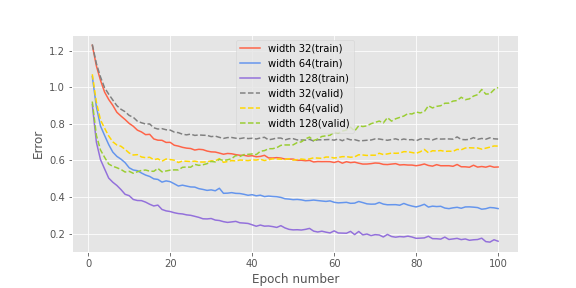 width 32(train)
width 64(train)
width 128(train)
width 32(valid)
width 64(valid)
width 128(valid)
Error
1.2
1.0
0.8
0.6
0.4
0.2
0
20
40
60
80
100
Epoch number